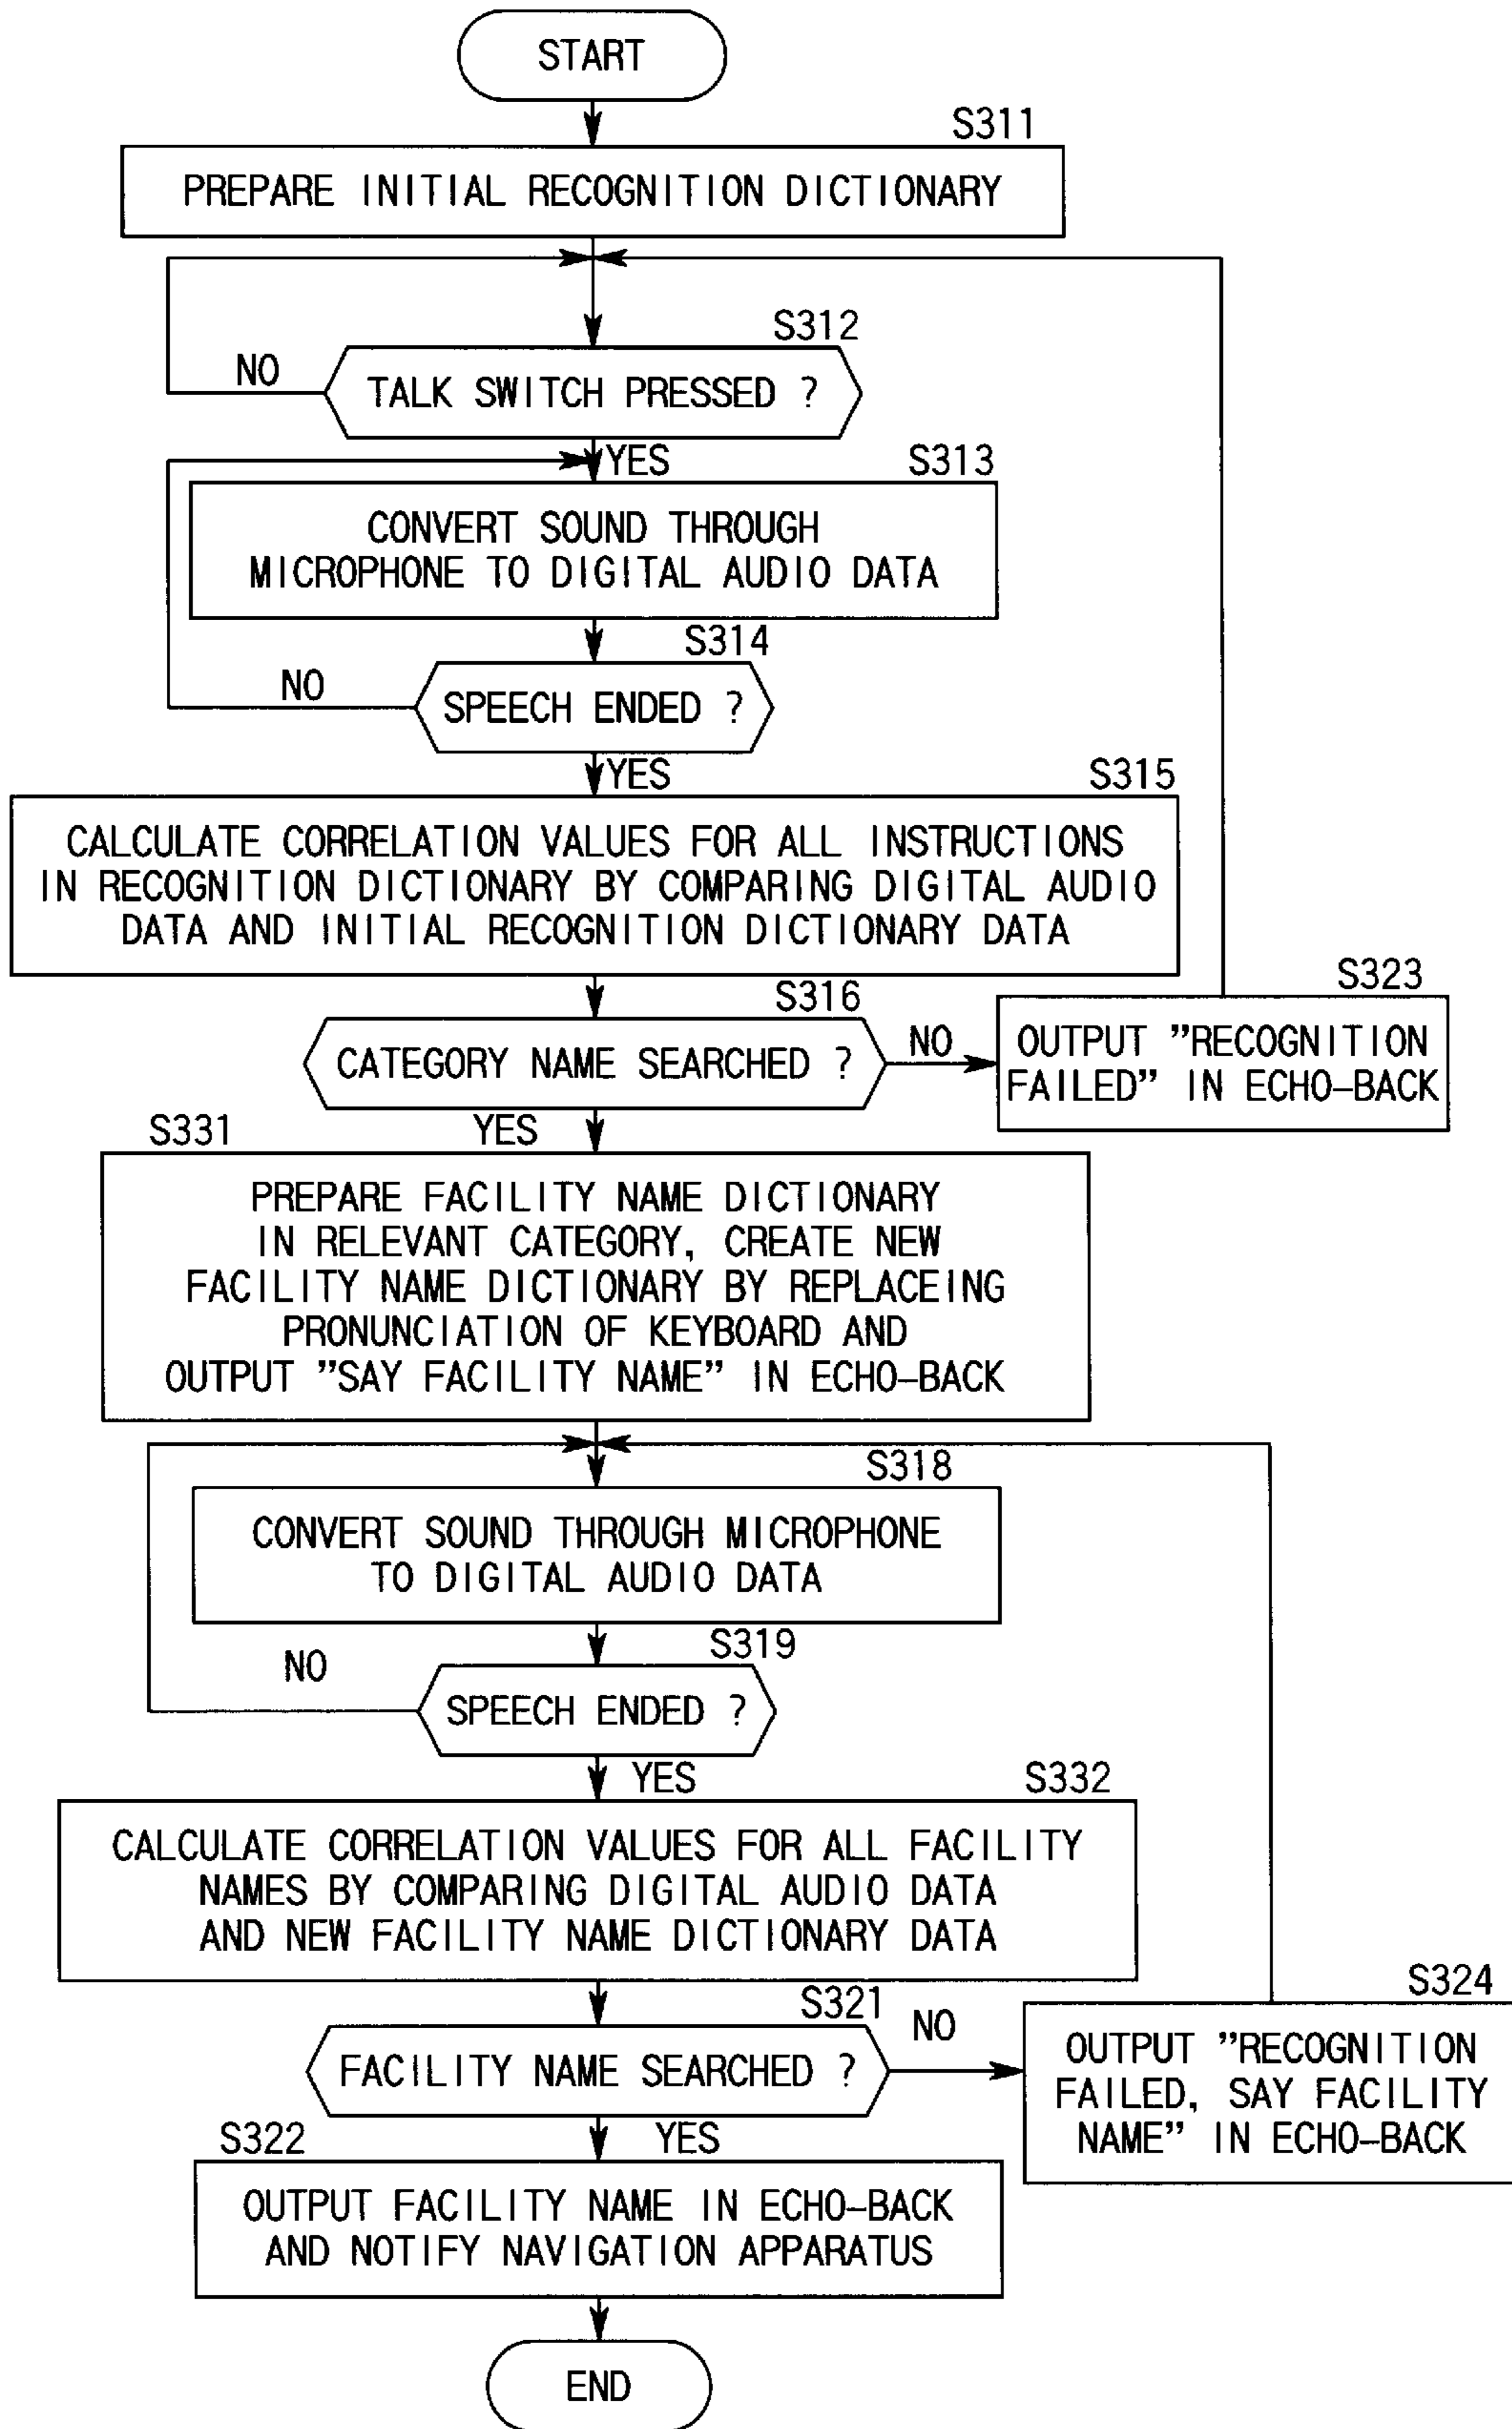 START
S311
PREPARE INITIAL RECOGNITION DICTIONARY
S312
NO
TALK SWITCH PRESSED ?
YES
S313
CONVERT SOUND THROUGH
MICROPHONE TO DIGITAL AUDIO DATA
S314
NO
SPEECH ENDED ?
YES
S315
CALCULATE CORRELATION VALUES FOR ALL INSTRUCTIONS
IN RECOGNITION DICTIONARY BY COMPARING DIGITAL AUDIO
DATA AND INITIAL RECOGNITION DICTIONARY DATA
S316
CATEGORY NAME SEARCHED ?
NO
S323
OUTPUT "RECOGNITION
FAILED" IN ECHO-BACK
YES
S331
PREPARE FACILITY NAME DICTIONARY
IN RELEVANT CATEGORY, CREATE NEW
FACILITY NAME DICTIONARY BY REPLACEING
PRONUNCIATION OF KEYBOARD AND
OUTPUT "SAY FACILITY NAME" IN ECHO-BACK
S318
CONVERT SOUND THROUGH MICROPHONE
TO DIGITAL AUDIO DATA
S319
NO
SPEECH ENDED ?
YES
S332
CALCULATE CORRELATION VALUES FOR ALL FACILITY
NAMES BY COMPARING DIGITAL AUDIO DATA
AND NEW FACILITY NAME DICTIONARY DATA
S321
FACILITY NAME SEARCHED ?
NO
S324
OUTPUT "RECOGNITION
FAILED, SAY FACILITY
NAME" IN ECHO-BACK
YES
S322
OUTPUT FACILITY NAME IN ECHO-BACK
AND NOTIFY NAVIGATION APPARATUS
END